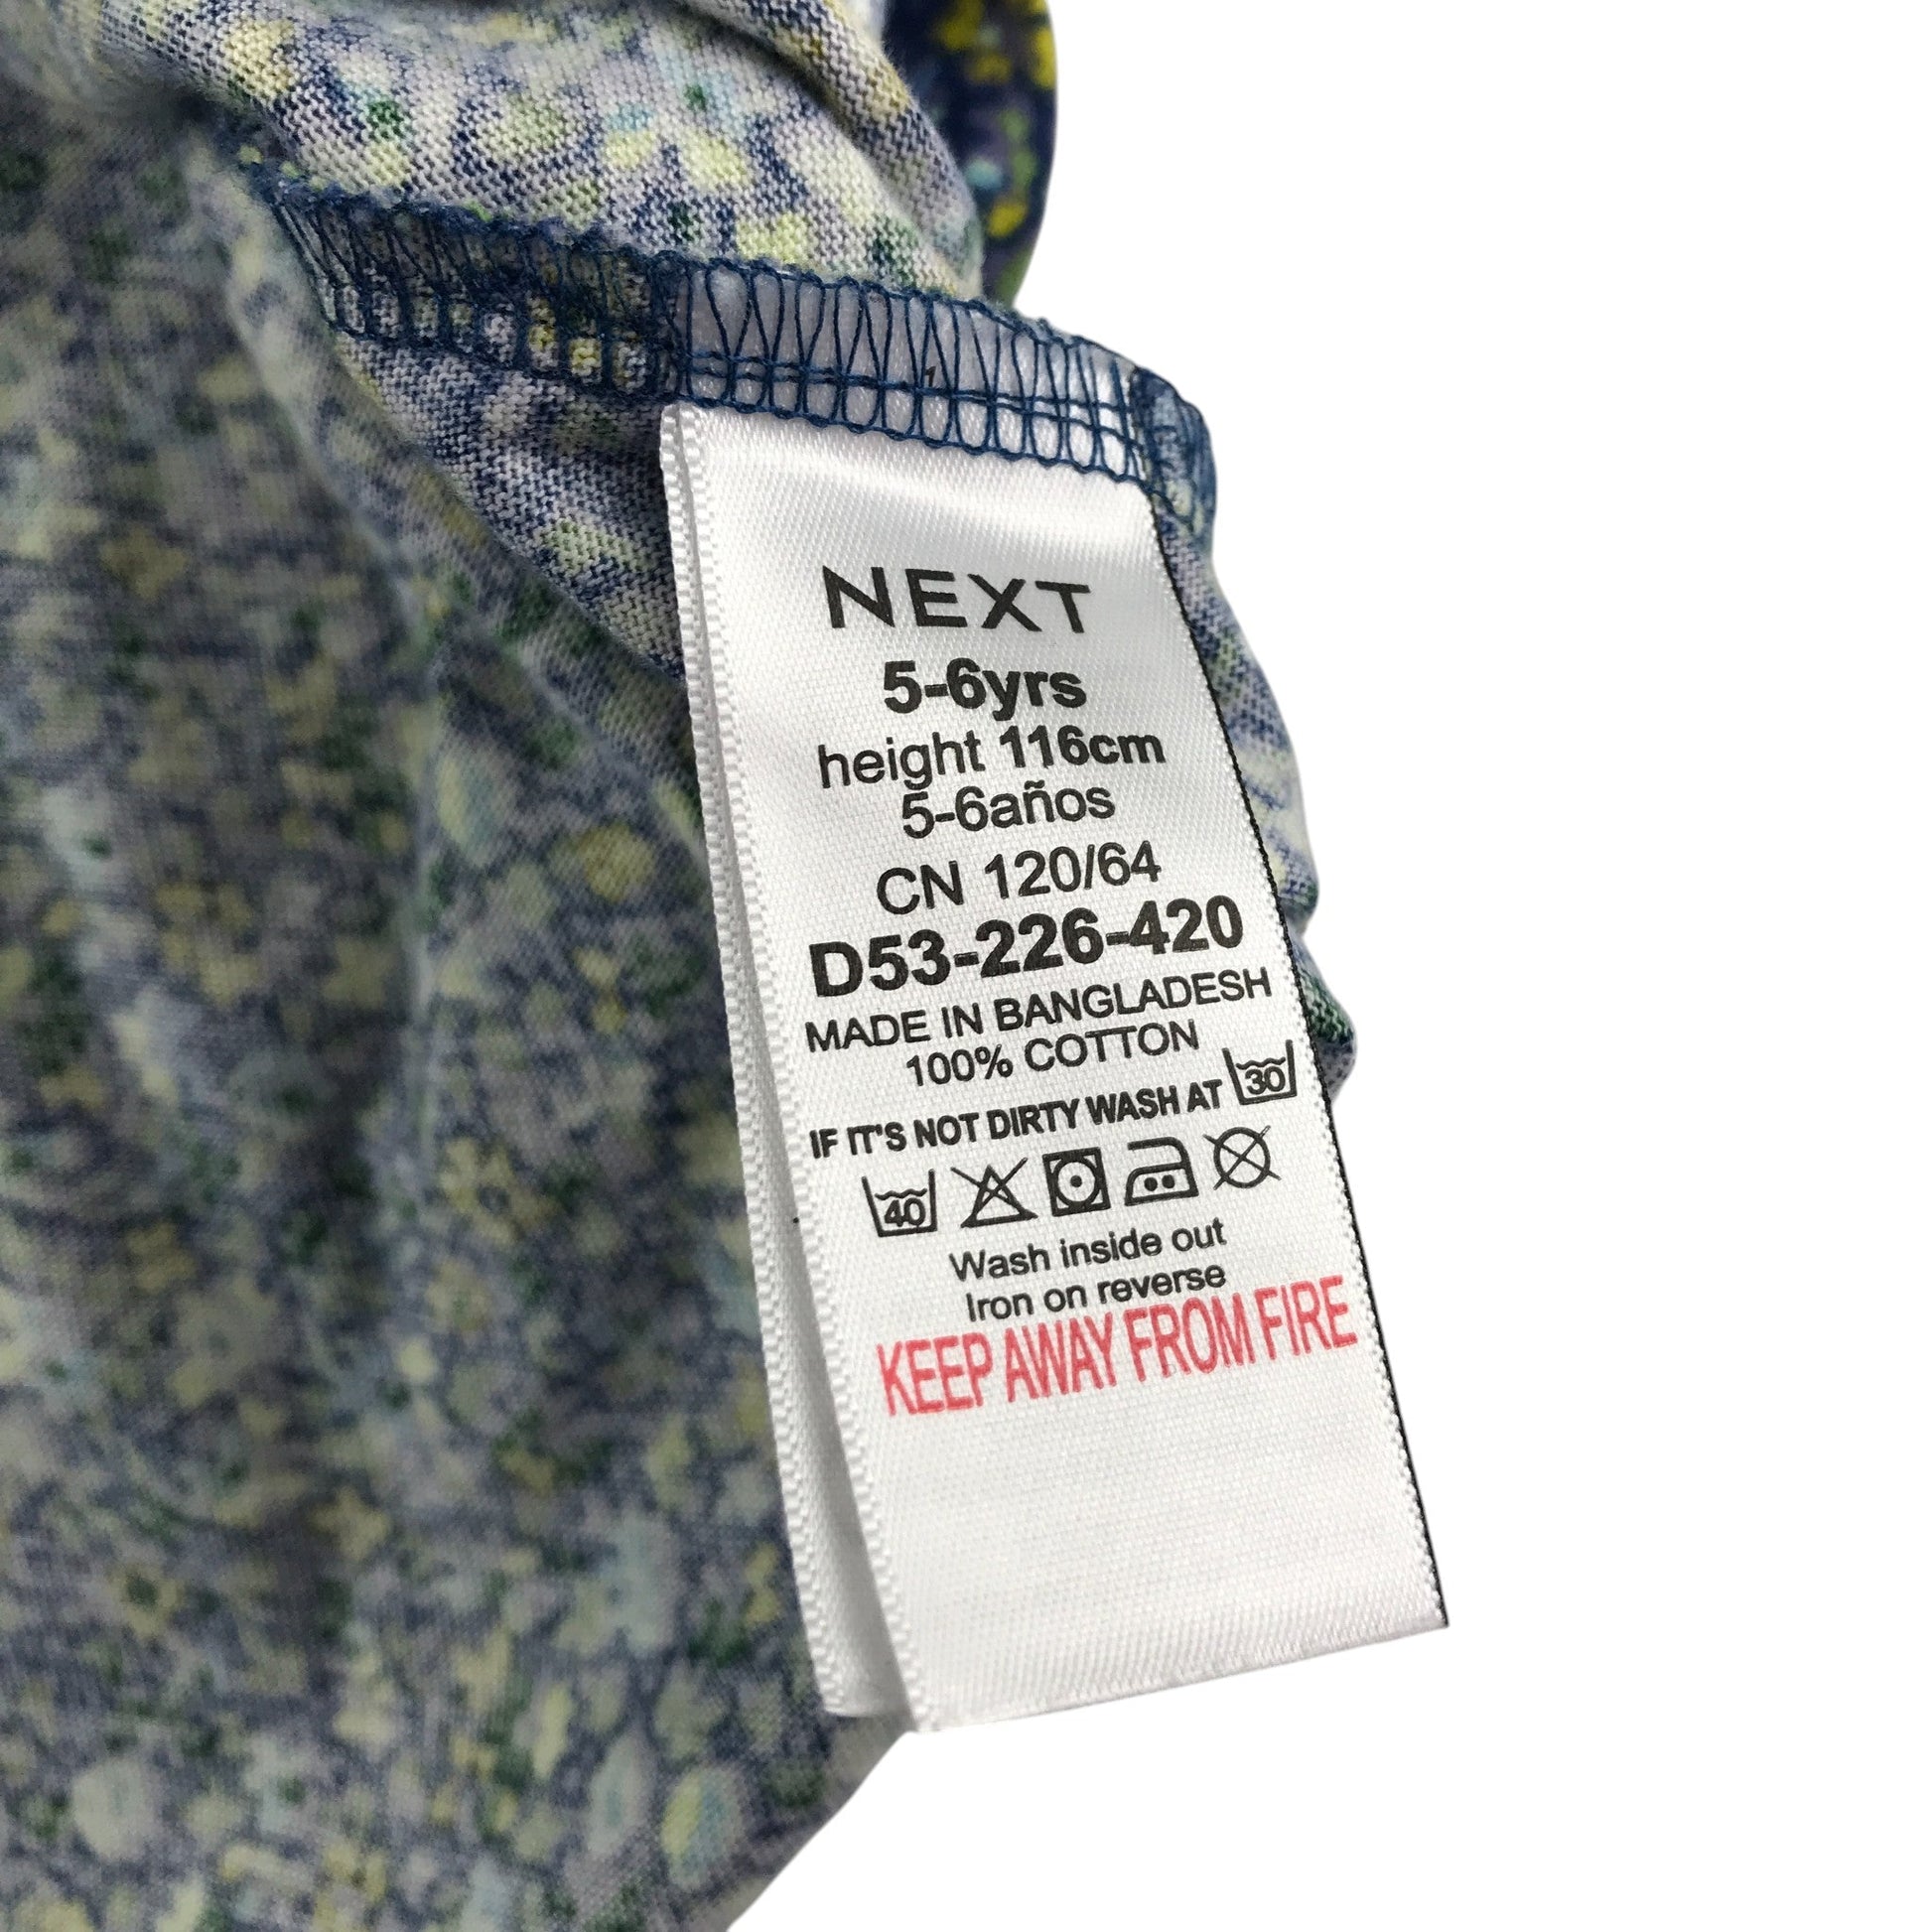 NEXT
5-6yrs
height 116cm
5-6años
CN 120/64
D53-226-420
MADE IN BANGLADESH
100% COTTON
IF IT'S NOT DIRTY WASH AT 30
40
Wash inside out
Iron on reverse
KEEP AWAY FROM FIRE